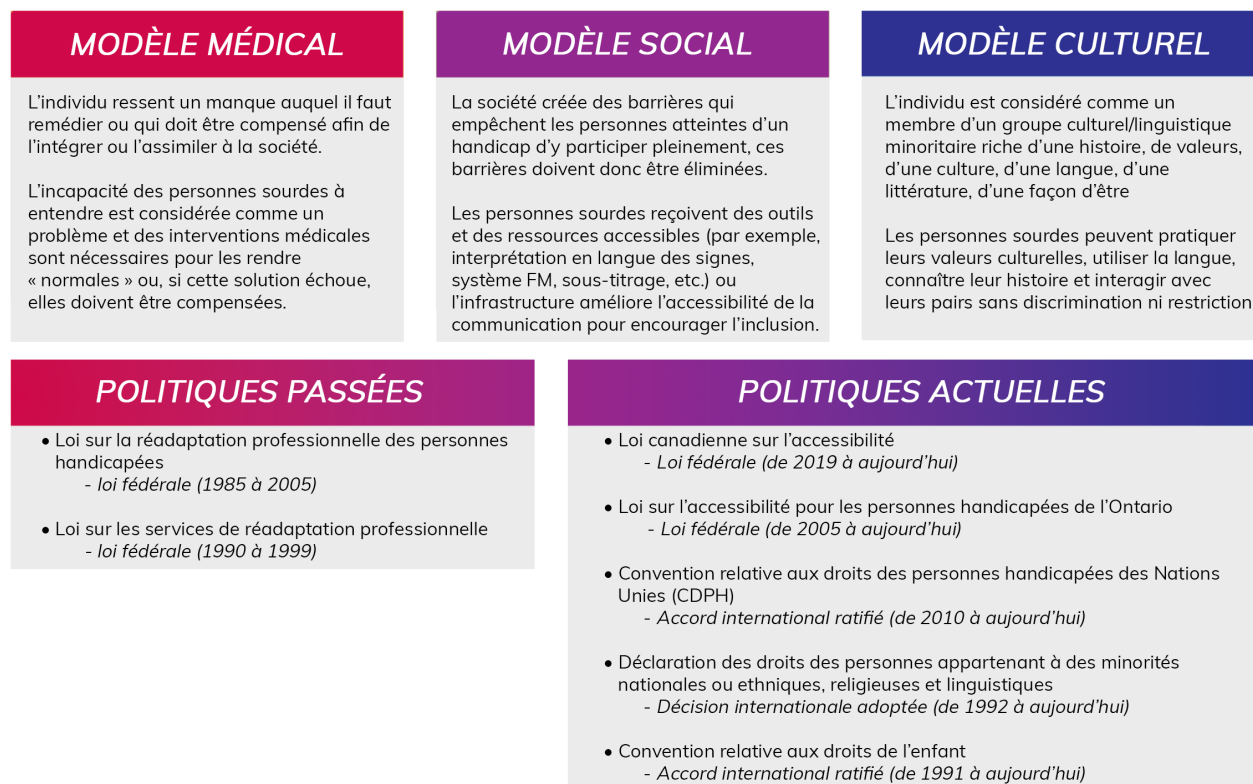 MODÈLE MÉDICAL
L'individu ressent un manque auquel il faut
remédier ou qui doit être compensé afin de
l'intégrer ou l'assimiler à la société.
L'incapacité des personnes sourdes à
entendre est considérée comme un
problème et des interventions médicales
sont nécessaires pour les rendre
« normales » ou, si cette solution échoue,
elles doivent être compensées.
MODÈLE SOCIAL
La société créée des barrières qui
empêchent les personnes atteintes d'un
handicap d'y participer pleinement, ces
barrières doivent donc être éliminées.
Les personnes sourdes reçoivent des outils
et des ressources accessibles (par exemple,
interprétation en langue des signes,
système FM, sous-titrage, etc.) ou
l'infrastructure améliore l'accessibilité de la
communication pour encourager l'inclusion.
MODÈLE CULTUREL
L'individu est considéré comme un
membre d'un groupe culturel/linguistique
minoritaire riche d'une histoire, de valeurs,
d'une culture, d'une langue, d'une
littérature, d'une façon d'être
Les personnes sourdes peuvent pratiquer
leurs valeurs culturelles, utiliser la langue,
connaître leur histoire et interagir avec
leurs pairs sans discrimination ni restriction
POLITIQUES PASSÉES
• Loi sur la réadaptation professionnelle des personnes
handicapées
- loi fédérale (1985 à 2005)
• Loi sur les services de réadaptation professionnelle
- loi fédérale (1990 à 1999)
POLITIQUES ACTUELLES
• Loi canadienne sur l'accessibilité
- Loi fédérale (de 2019 à aujourd'hui)
• Loi sur l'accessibilité pour les personnes handicapées de l'Ontario
- Loi fédérale (de 2005 à aujourd'hui)
• Convention relative aux droits des personnes handicapées des Nations
Unies (CDPH)
- Accord international ratifié (de 2010 à aujourd'hui)
• Déclaration des droits des personnes appartenant à des minorités
nationales ou ethniques, religieuses et linguistiques
- Décision internationale adoptée (de 1992 à aujourd'hui)
• Convention relative aux droits de l'enfant
- Accord international ratifié (de 1991 à aujourd'hui)